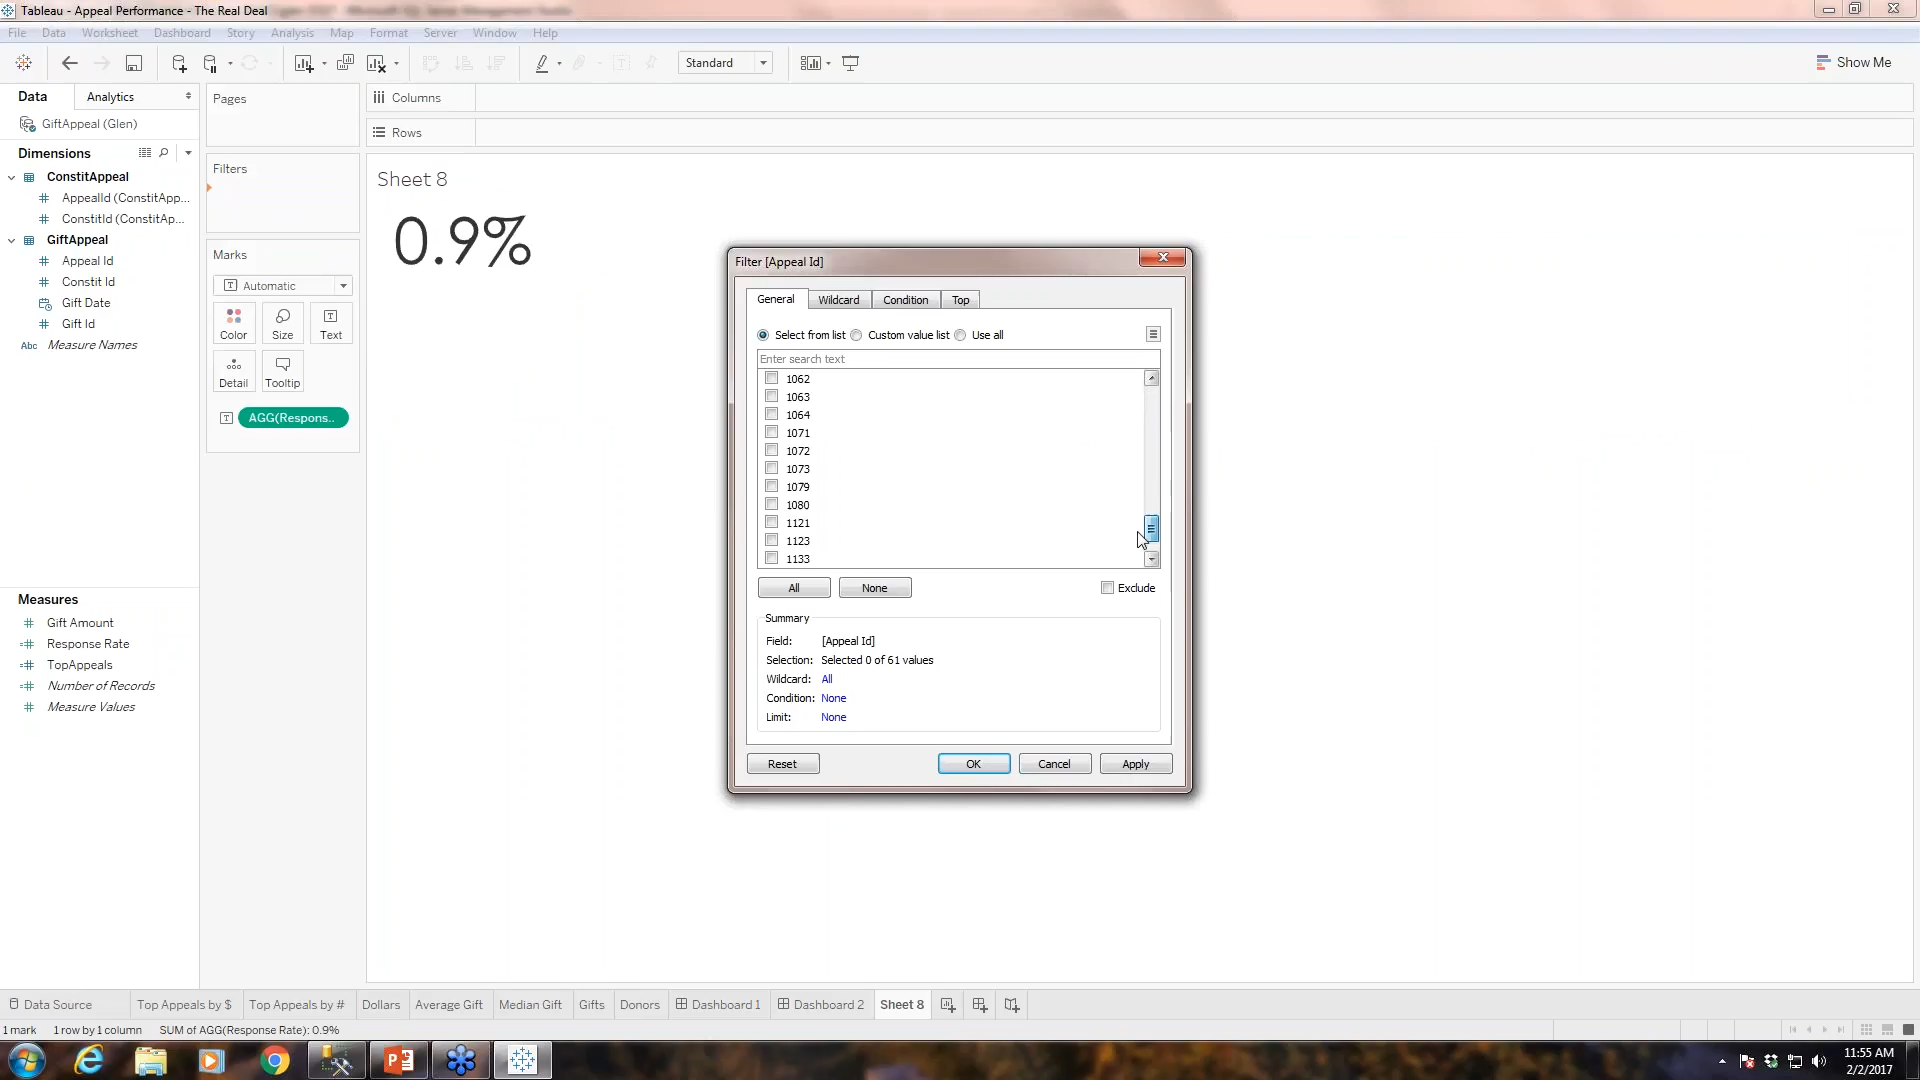 Tableau - Appeal Performance - The Real Deal
File Data Worksheet Dashboard Story Analysis Map Format Server Window Help
Standard
Show Me
Data
Analytics
Pages
Columns
GiftAppeal (Glen)
Rows
Dimensions
Filters
ConstitAppeal
AppealId (ConstitApp...
ConstitId (ConstitAp...
GiftAppeal
Appeal Id
Constit Id
Gift Date
Gift Id
Abc Measure Names
Marks
T Automatic
Color
Size
T
Text
Detail
Tooltip
T AGG(Respons..
Sheet 8
0.9%
Filter [Appeal Id]
General
Wildcard
Condition
Top
Select from list
Custom value list
Use all
Enter search text
1062
1063
1064
1071
1072
1073
1079
1080
1121
1123
1133
All
None
Exclude
Summary
Field: [Appeal Id]
Selection: Selected 0 of 61 values
Wildcard: All
Condition: None
Limit: None
Reset
OK
Cancel
Apply
Measures
Gift Amount
Response Rate
TopAppeals
Number of Records
Measure Values
Data Source
Top Appeals by $
Top Appeals by #
Dollars
Average Gift
Median Gift
Gifts
Donors
Dashboard 1
Dashboard 2
Sheet 8
1 mark 1 row by 1 column SUM of AGG(Response Rate): 0.9%
11:55 AM
2/2/2017